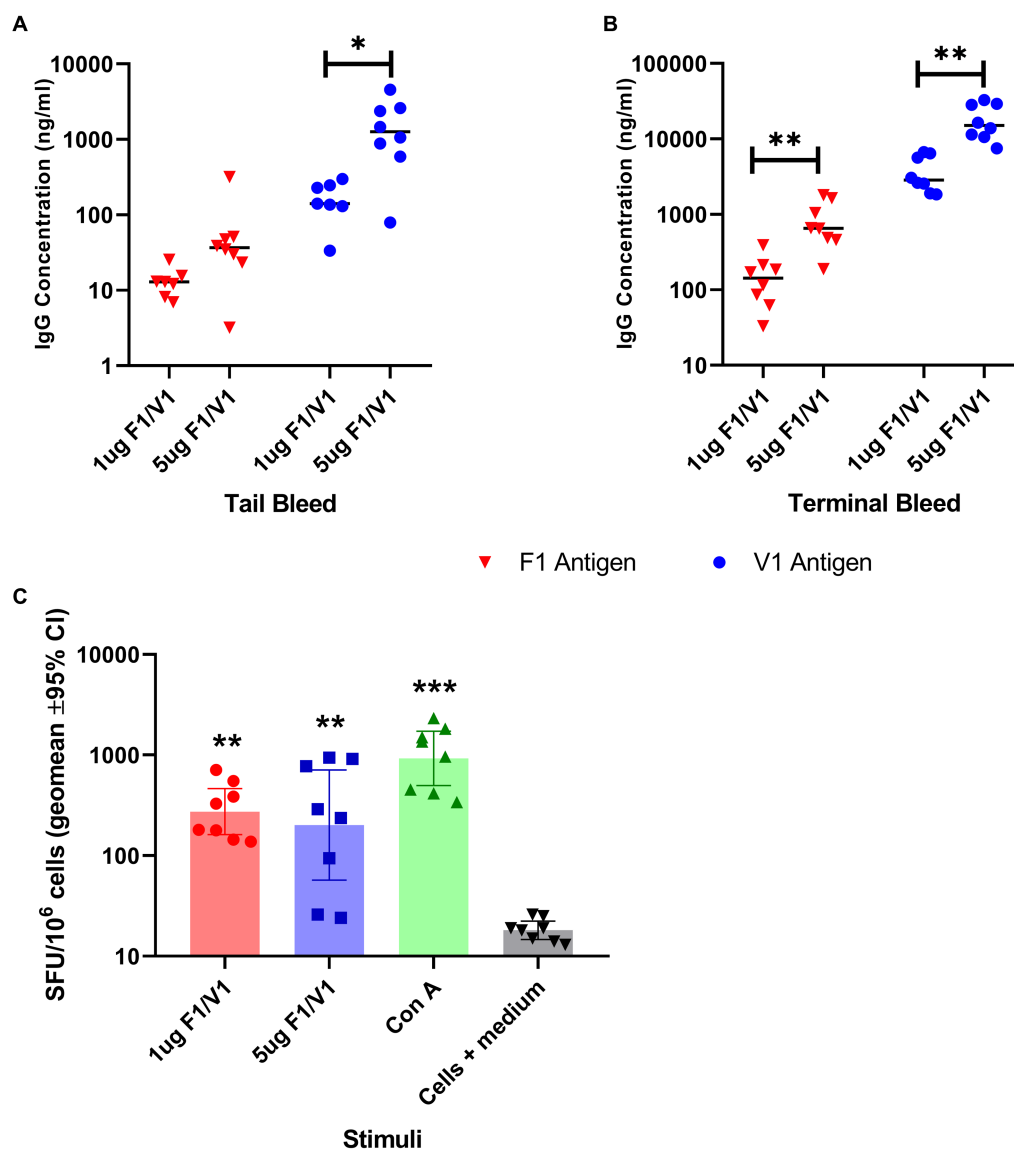 A
IgG Concentration (ng/ml)
10000
1000
100
10
1
*
1ug F1/V1
5ug F1/V1
1ug F1/V1
5ug F1/V1
Tail Bleed
B
IgG Concentration (ng/ml)
100000
10000
1000
100
10
**
**
1ug F1/V1
5ug F1/V1
1ug F1/V1
5ug F1/V1
Terminal Bleed
F1 Antigen
V1 Antigen
C
SFU/10⁶ cells (geomean ±95% CI)
10000
1000
100
10
**
**
***
1ug F1/V1
5ug F1/V1
Con A
Cells + medium
Stimuli